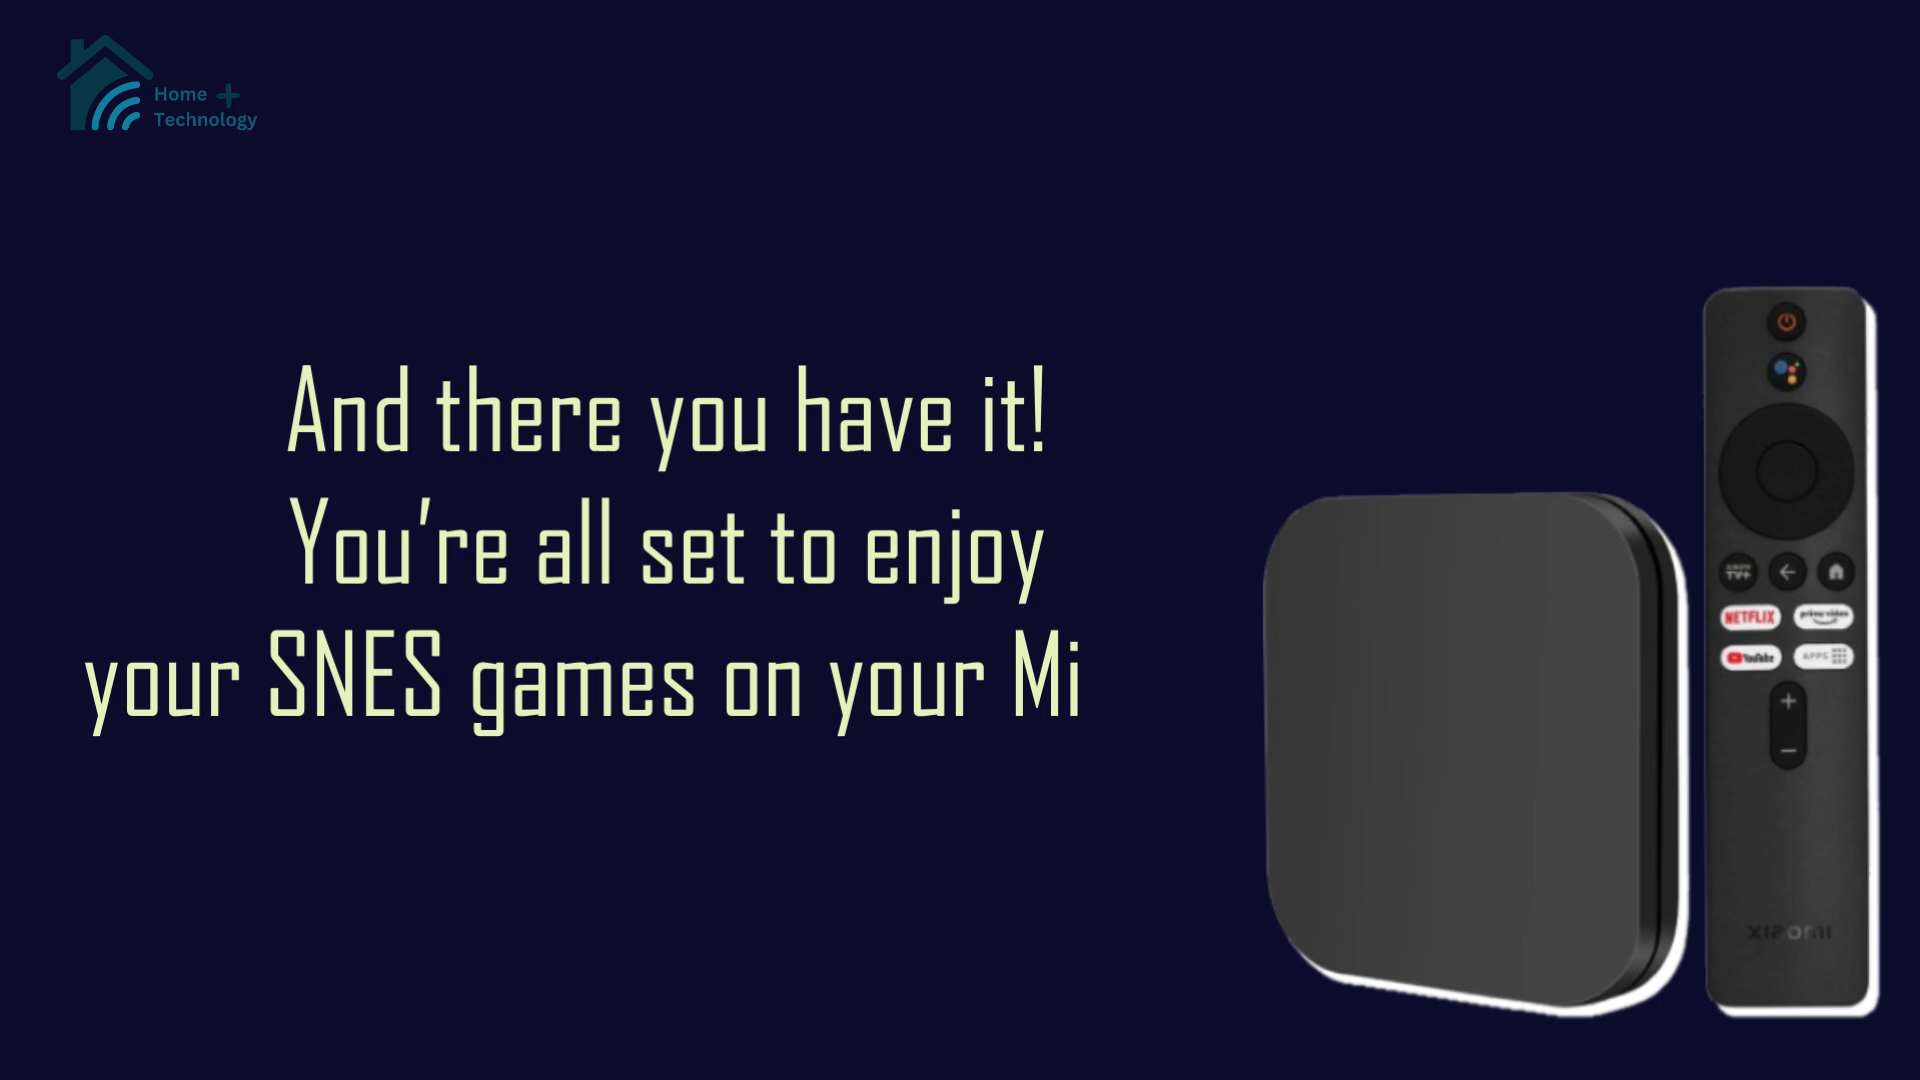 Home +
Technology
And there you have it!
You’re all set to enjoy
your SNES games on your Mi
TV+
NETFLIX
prime video
YouTube
APPS
+
−
xiaomi